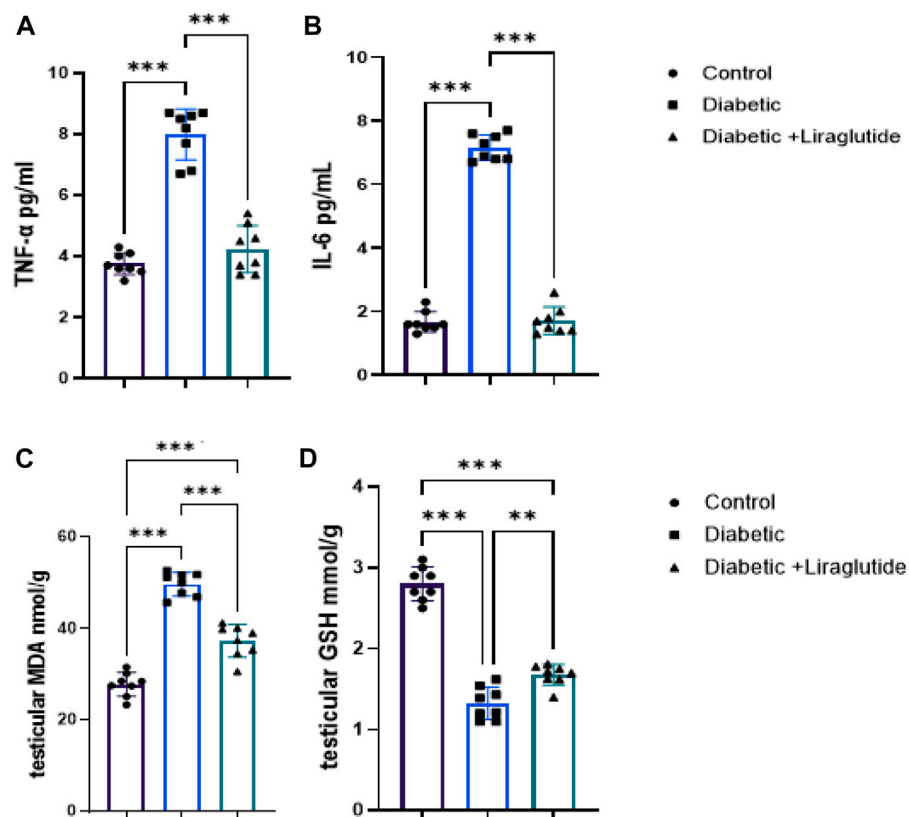 A
B
***
***
***
***
10
8
6
4
2
0
TNF-α pg/ml
10
8
6
4
2
0
IL-6 pg/mL
Control
Diabetic
Diabetic +Liraglutide
C
D
***
***
***
60
40
20
0
testicular MDA nmol/g
***
***
**
4
3
2
1
0
testicular GSH mmol/g
Control
Diabetic
Diabetic +Liraglutide